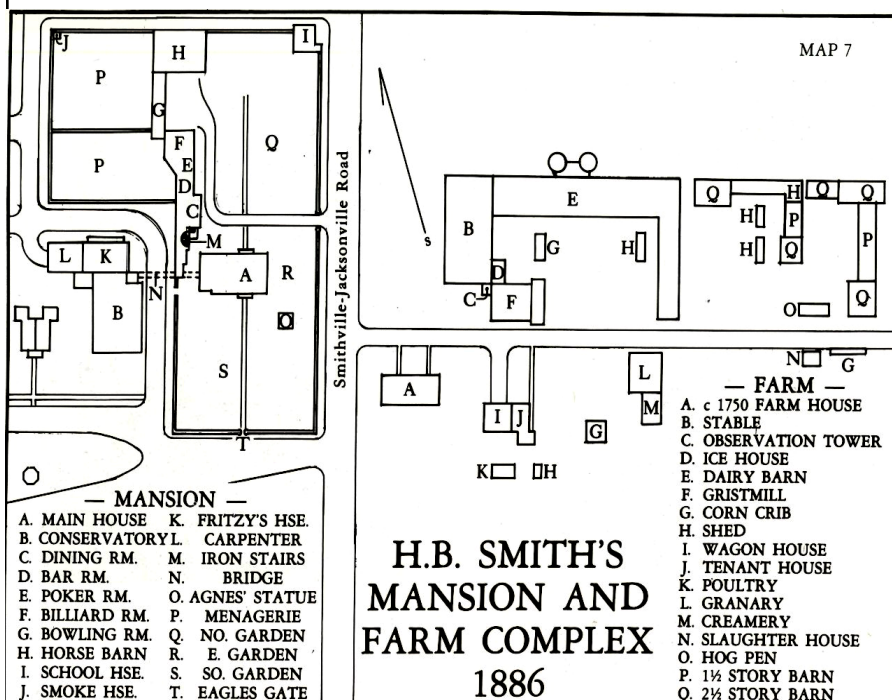 MAP 7
J
H
I
P
G
Q
F
E
P
D
C
M
L
K
A
R
N
B
O
S
T
Smithville-Jacksonville Road
s
B
E
G
H
D
C
F
Q
H
Q
Q
H
P
P
H
Q
Q
O
N
G
A
I
J
L
M
G
K
H
— MANSION —
A. MAIN HOUSE K. FRITZY'S HSE.
B. CONSERVATORY L. CARPENTER
C. DINING RM. M. IRON STAIRS
D. BAR RM. N. BRIDGE
E. POKER RM. O. AGNES' STATUE
F. BILLIARD RM. P. MENAGERIE
G. BOWLING RM. Q. NO. GARDEN
H. HORSE BARN R. E. GARDEN
I. SCHOOL HSE. S. SO. GARDEN
J. SMOKE HSE. T. EAGLES GATE
H.B. SMITH'S
MANSION AND
FARM COMPLEX
1886
— FARM —
A. c 1750 FARM HOUSE
B. STABLE
C. OBSERVATION TOWER
D. ICE HOUSE
E. DAIRY BARN
F. GRISTMILL
G. CORN CRIB
H. SHED
I. WAGON HOUSE
J. TENANT HOUSE
K. POULTRY
L. GRANARY
M. CREAMERY
N. SLAUGHTER HOUSE
O. HOG PEN
P. 1½ STORY BARN
Q. 2½ STORY BARN